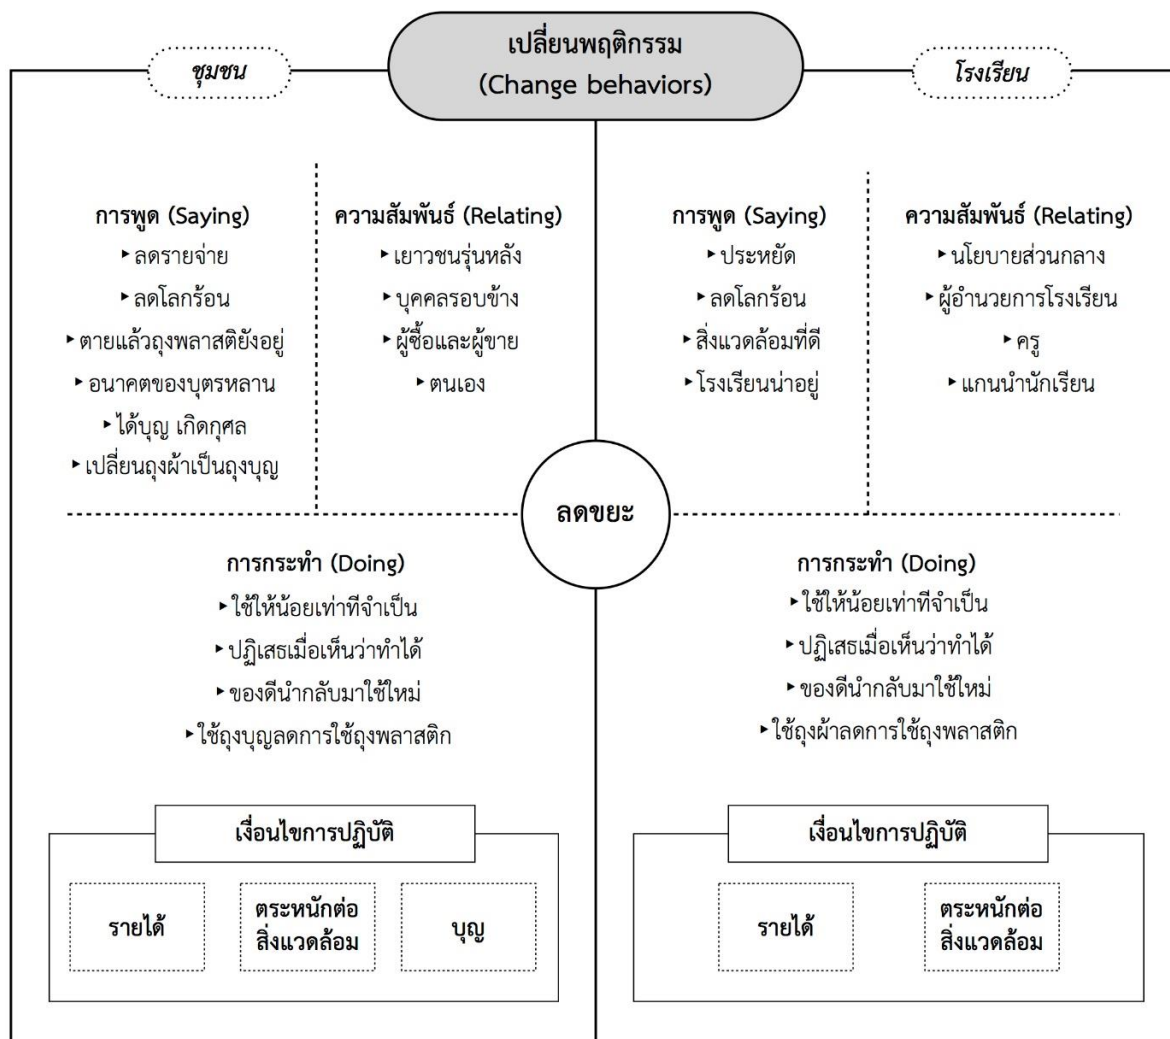 เปลี่ยนพฤติกรรม
(Change behaviors)
ชุมชน
โรงเรียน
การพูด (Saying)
▸ ลดรายจ่าย
▸ ลดโลกร้อน
▸ ตายแล้วถุงพลาสติยังอยู่
▸ อนาคตของบุตรหลาน
▸ ได้บุญ เกิดกุศล
▸ เปลี่ยนถุงผ้าเป็นถุงบุญ
ความสัมพันธ์ (Relating)
▸ เยาวชนรุ่นหลัง
▸ บุคคลรอบข้าง
▸ ผู้ซื้อและผู้ขาย
▸ ตนเอง
การพูด (Saying)
▸ ประหยัด
▸ ลดโลกร้อน
▸ สิ่งแวดล้อมที่ดี
▸ โรงเรียนน่าอยู่
ความสัมพันธ์ (Relating)
▸ นโยบายส่วนกลาง
▸ ผู้อำนวยการโรงเรียน
▸ ครู
▸ แกนนำนักเรียน
ลดขยะ
การกระทำ (Doing)
▸ ใช้ให้น้อยเท่าที่จำเป็น
▸ ปฏิเสธเมื่อเห็นว่าทำได้
▸ ของดีนำกลับมาใช้ใหม่
▸ ใช้ถุงบุญลดการใช้ถุงพลาสติก
การกระทำ (Doing)
▸ ใช้ให้น้อยเท่าที่จำเป็น
▸ ปฏิเสธเมื่อเห็นว่าทำได้
▸ ของดีนำกลับมาใช้ใหม่
▸ ใช้ถุงผ้าลดการใช้ถุงพลาสติก
เงื่อนไขการปฏิบัติ
รายได้
ตระหนักต่อ
สิ่งแวดล้อม
บุญ
เงื่อนไขการปฏิบัติ
รายได้
ตระหนักต่อ
สิ่งแวดล้อม